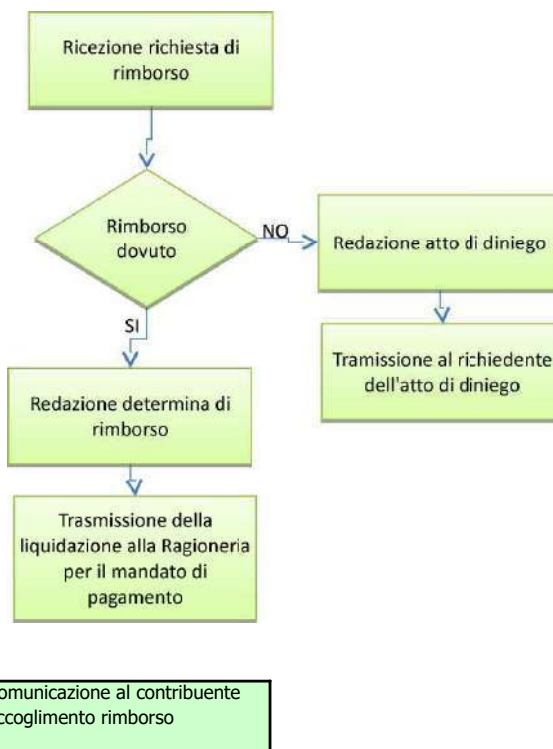 Ricezione richiesta di
rimborso
Rimborso
dovuto
NO
Redazione atto di diniego
SI
Tramissione al richiedente
dell'atto di diniego
Redazione determina di
rimborso
Trasmissione della
liquidazione alla Ragioneria
per il mandato di
pagamento
omunicazione al contribuente
ccoglimento rimborso